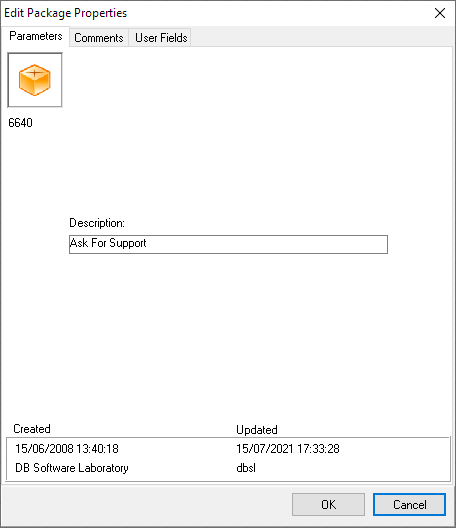 Edit Package Properties
Parameters Comments User Fields
6640
Description:
Ask For Support
Created Updated
15/06/2008 13:40:18 15/07/2021 17:33:28
DB Software Laboratory dbsl
OK Cancel